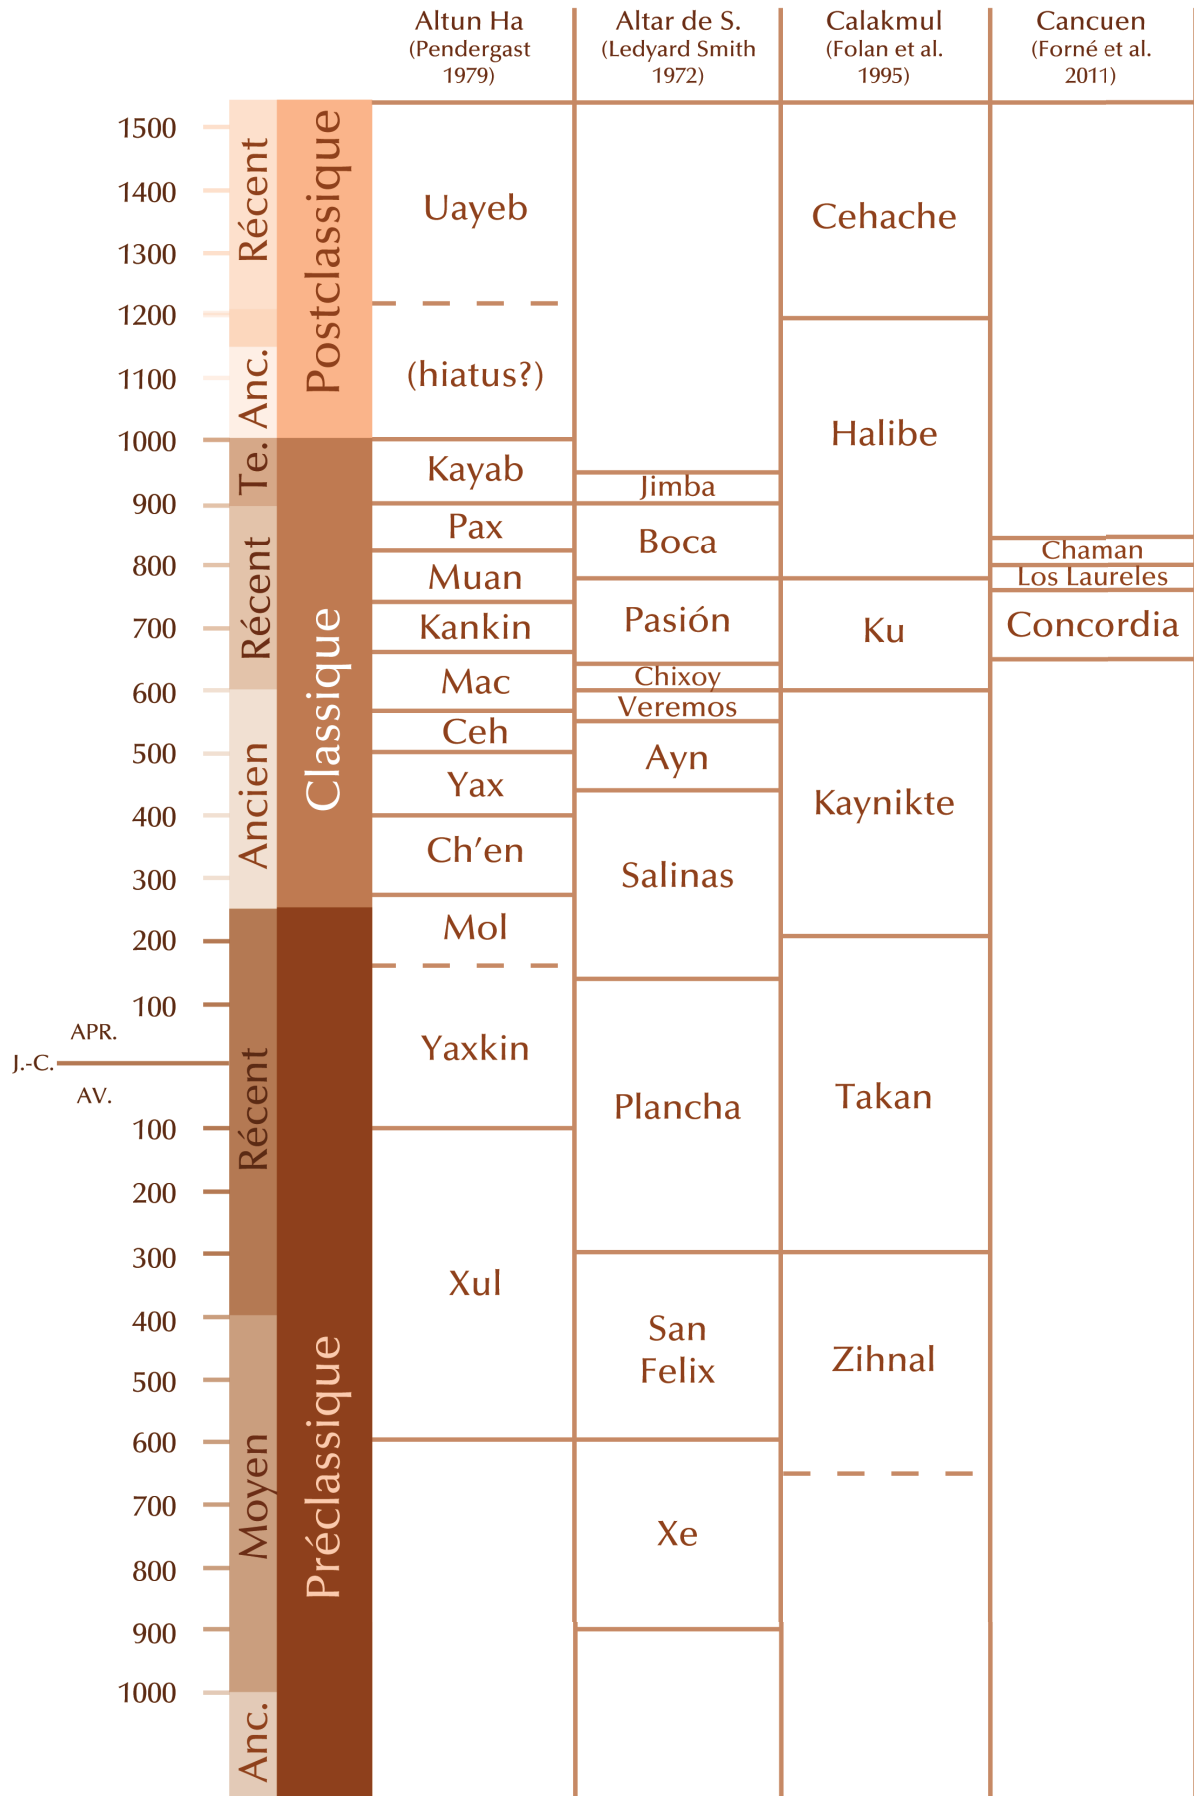 Altun Ha
(Pendergast
1979)
Altar de S.
(Ledyard Smith
1972)
Calakmul
(Folan et al.
1995)
Cancuen
(Forné et al.
2011)
1500
1400
1300
1200
1100
1000
900
800
700
600
500
400
300
200
100
APR.
J.-C.
AV.
100
200
300
400
500
600
700
800
900
1000
Récent
Anc.
Te.
Récent
Ancien
Récent
Moyen
Anc.
Postclassique
Classique
Préclassique
Uayeb
(hiatus?)
Kayab
Pax
Muan
Kankin
Mac
Ceh
Yax
Ch’en
Mol
Yaxkin
Xul
Jimba
Boca
Pasión
Chixoy
Veremos
Ayn
Salinas
Plancha
San
Felix
Xe
Cehache
Halibe
Ku
Kaynikte
Takan
Zihnal
Chaman
Los Laureles
Concordia